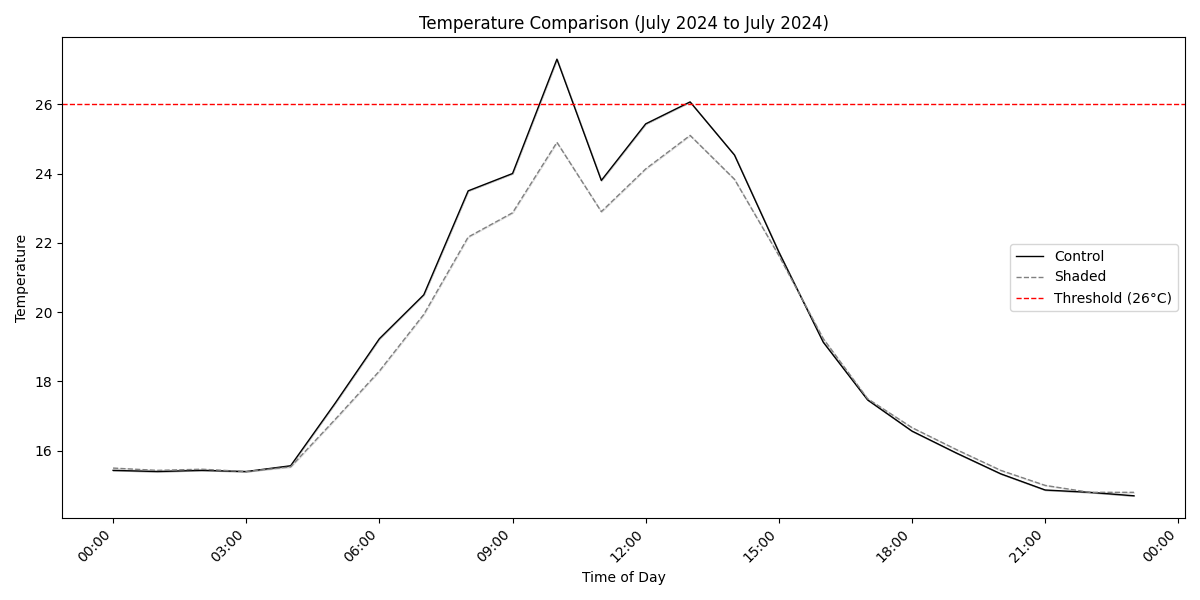 Temperature Comparison (July 2024 to July 2024)
Temperature
26
24
22
20
18
16
Control
Shaded
Threshold (26°C)
00:00
03:00
06:00
09:00
12:00
15:00
18:00
21:00
00:00
Time of Day